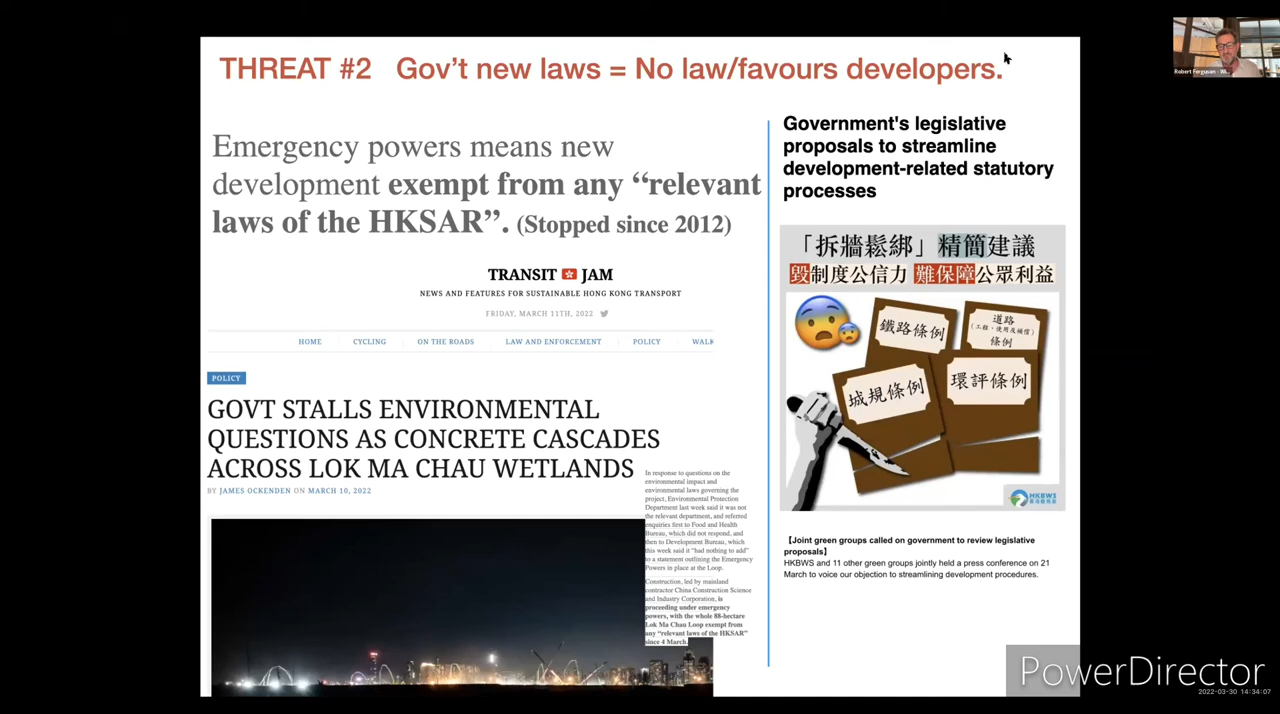 THREAT #2 Gov't new laws = No law/favours developers.
Robert Ferguson - Wi...
Emergency powers means new
development exempt from any “relevant
laws of the HKSAR”. (Stopped since 2012)
TRANSIT JAM
NEWS AND FEATURES FOR SUSTAINABLE HONG KONG TRANSPORT
FRIDAY, MARCH 11TH, 2022
HOME CYCLING ON THE ROADS LAW AND ENFORCEMENT POLICY WALK
POLICY
GOVT STALLS ENVIRONMENTAL
QUESTIONS AS CONCRETE CASCADES
ACROSS LOK MA CHAU WETLANDS
BY JAMES OCKENDEN ON MARCH 10, 2022
In response to questions on the
environmental impact and
environmental laws governing the
project, Environmental Protection
Department last week said it was not
the relevant department, and referred
enquiries first to Food and Health
Bureau, which did not respond, and
then to Development Bureau, which
this week said it “had nothing to add”
to a statement outlining the Emergency
Powers in place at the Loop.
Construction, led by mainland
contractor China Construction Science
and Industry Corporation, is
proceeding under emergency
powers, with the whole 88-hectare
Lok Ma Chau Loop exempt from
any “relevant laws of the HKSAR”
since 4 March.
Government's legislative
proposals to streamline
development-related statutory
processes
「拆牆鬆綁」精簡建議
毀制度公信力 難保障公眾利益
鐵路條例
道路
(工程、使用及補償)
條例
城規條例
環評條例
HKBWS
【Joint green groups called on government to review legislative
proposals】
HKBWS and 11 other green groups jointly held a press conference on 21
March to voice our objection to streamlining development procedures.
PowerDirector
2022-03-30 14:34:07